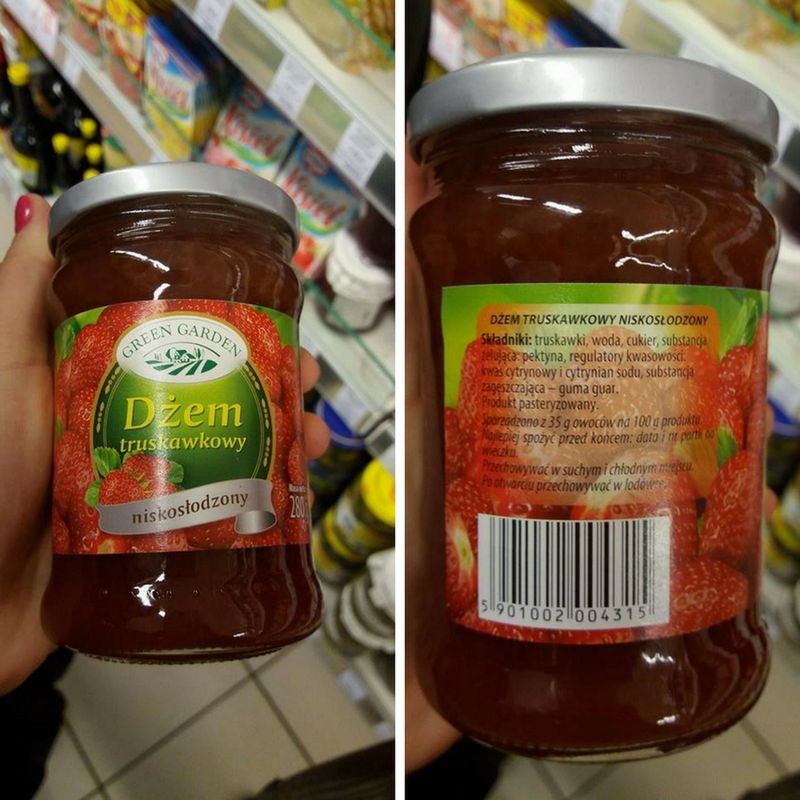 GREEN GARDEN
Dżem
truskawkowy
niskosłodzony
280
DŻEM TRUSKAWKOWY NISKOSŁODZONY
Składniki: truskawki, woda, cukier, substancja
żelująca: pektyna, regulatory kwasowości:
kwas cytrynowy i cytrynian sodu, substancja
zagęszczająca – guma guar.
Produkt pasteryzowany.
Sporządzono z 35 g owoców na 100 g produktu.
Najlepiej spożyć przed końcem: data i nr partii na
wieczku.
Przechowywać w suchym i chłodnym miejscu.
Po otwarciu przechowywać w lodówce.
5 901002 004315